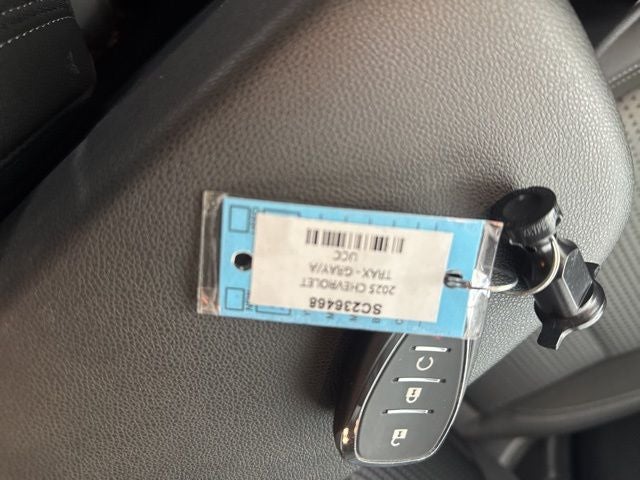 SC236468
2025 CHEVROLET
TRAX - GRAY/A
UCC